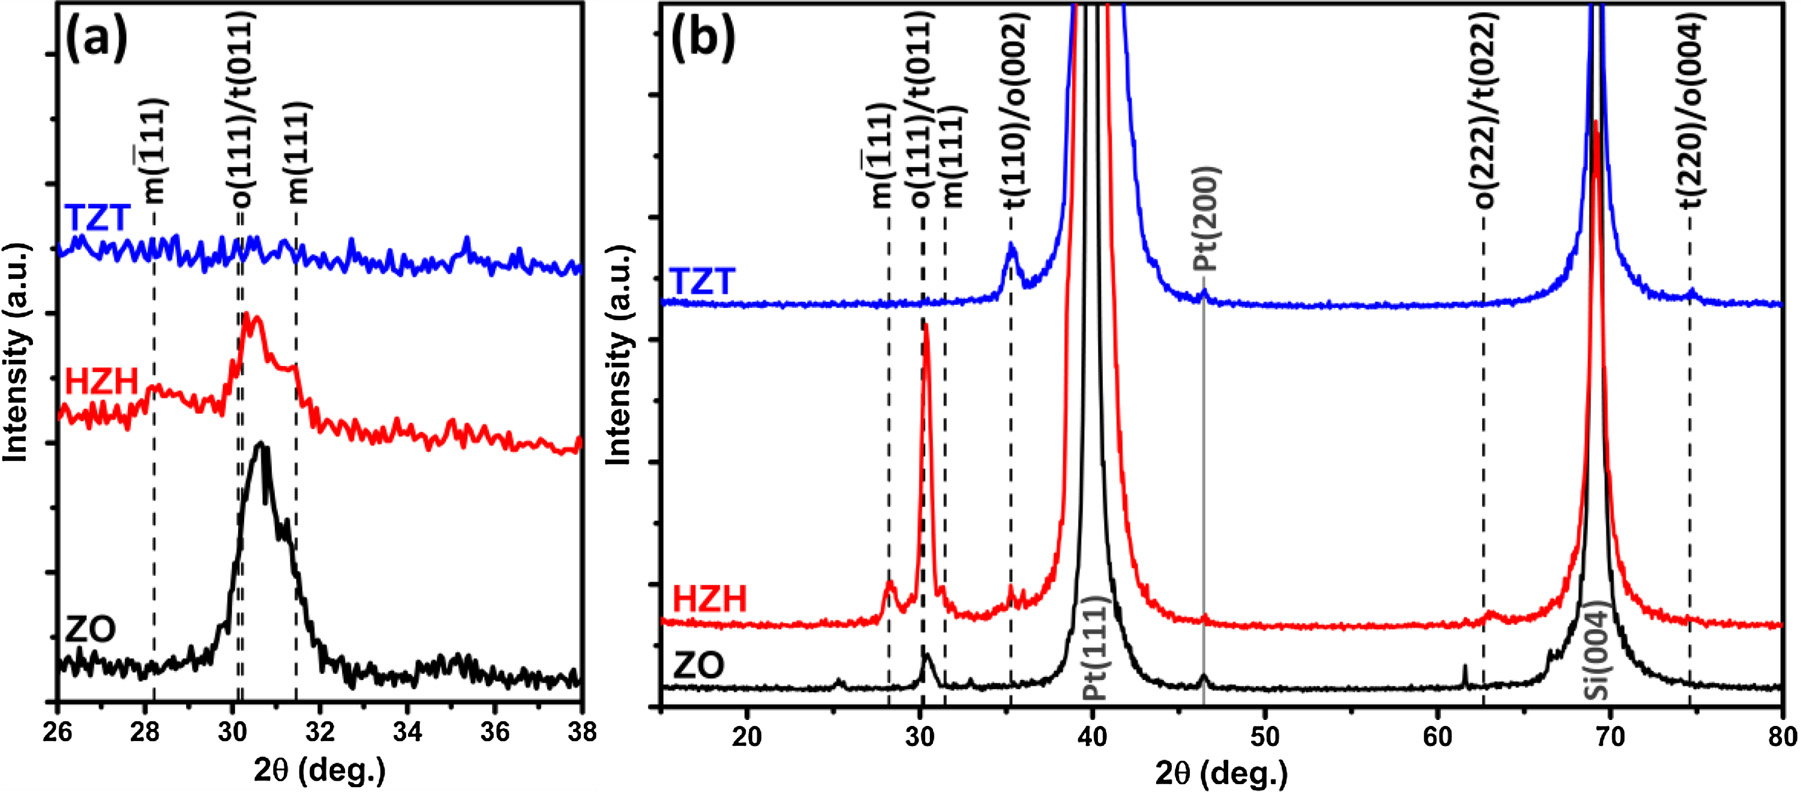 (a)
m(1̅11)
o(111)/t(011)
m(111)
TZT
HZH
ZO
Intensity (a.u.)
26 28 30 32 34 36 38
2θ (deg.)
(b)
m(1̅11)
o(111)/t(011)
m(111)
t(110)/o(002)
Pt(200)
o(222)/t(022)
t(220)/o(004)
TZT
HZH
ZO
Pt(111)
Si(004)
Intensity (a.u.)
20 30 40 50 60 70 80
2θ (deg.)